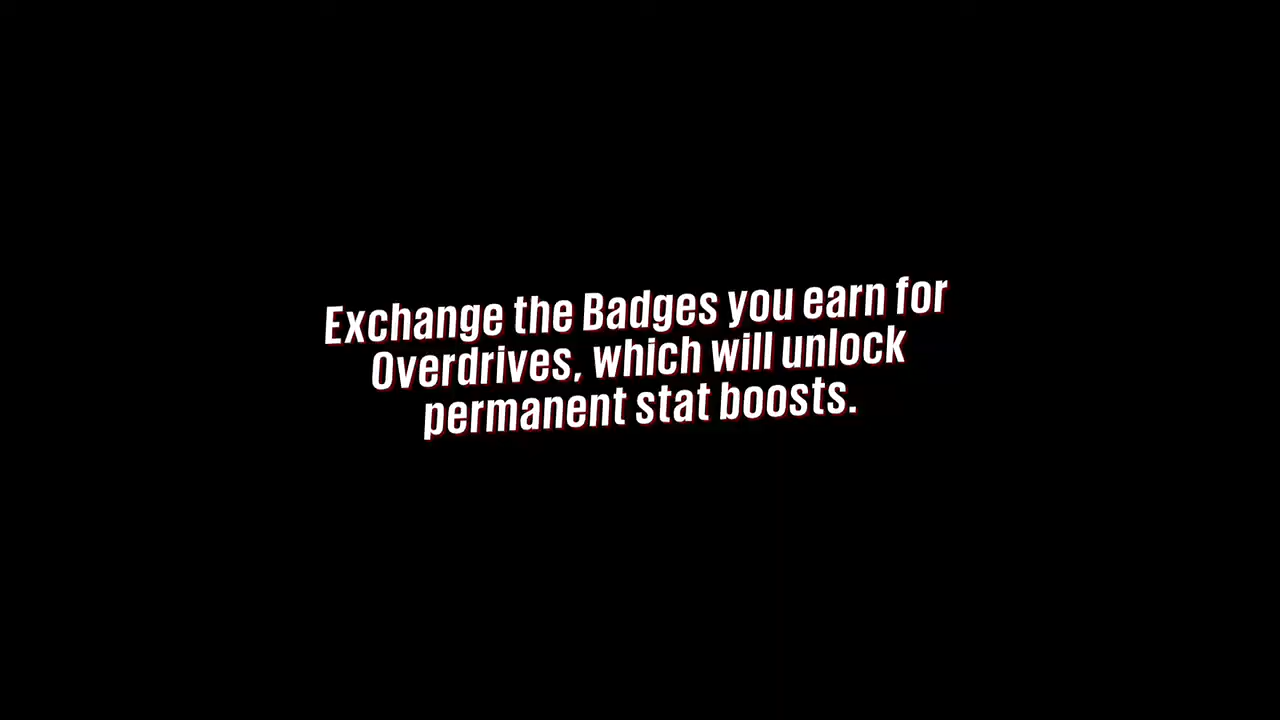 Exchange the Badges you earn for
Overdrives, which will unlock
permanent stat boosts.